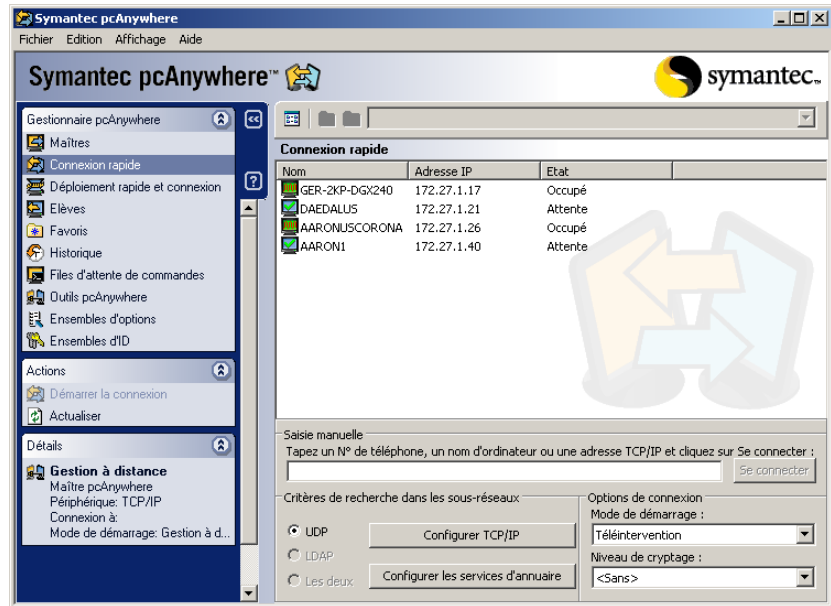 Symantec pcAnywhere
Fichier Edition Affichage Aide
Symantec pcAnywhere™
symantec™
Gestionnaire pcAnywhere
Maîtres
Connexion rapide
Déploiement rapide et connexion
Elèves
Favoris
Historique
Files d'attente de commandes
Outils pcAnywhere
Ensembles d'options
Ensembles d'ID
Actions
Démarrer la connexion
Actualiser
Détails
Gestion à distance
Maître pcAnywhere
Périphérique: TCP/IP
Connexion à:
Mode de démarrage: Gestion à d...
?
Connexion rapide
Nom Adresse IP Etat
GER-2KP-DGX240 172.27.1.17 Occupé
DAEDALUS 172.27.1.21 Attente
AARONUSCORONA 172.27.1.26 Occupé
AARON1 172.27.1.40 Attente
Saisie manuelle
Tapez un N° de téléphone, un nom d'ordinateur ou une adresse TCP/IP et cliquez sur Se connecter :
Se connecter
Critères de recherche dans les sous-réseaux
UDP
LDAP
Les deux
Configurer TCP/IP
Configurer les services d'annuaire
Options de connexion
Mode de démarrage :
Téléintervention
Niveau de cryptage :
<Sans>